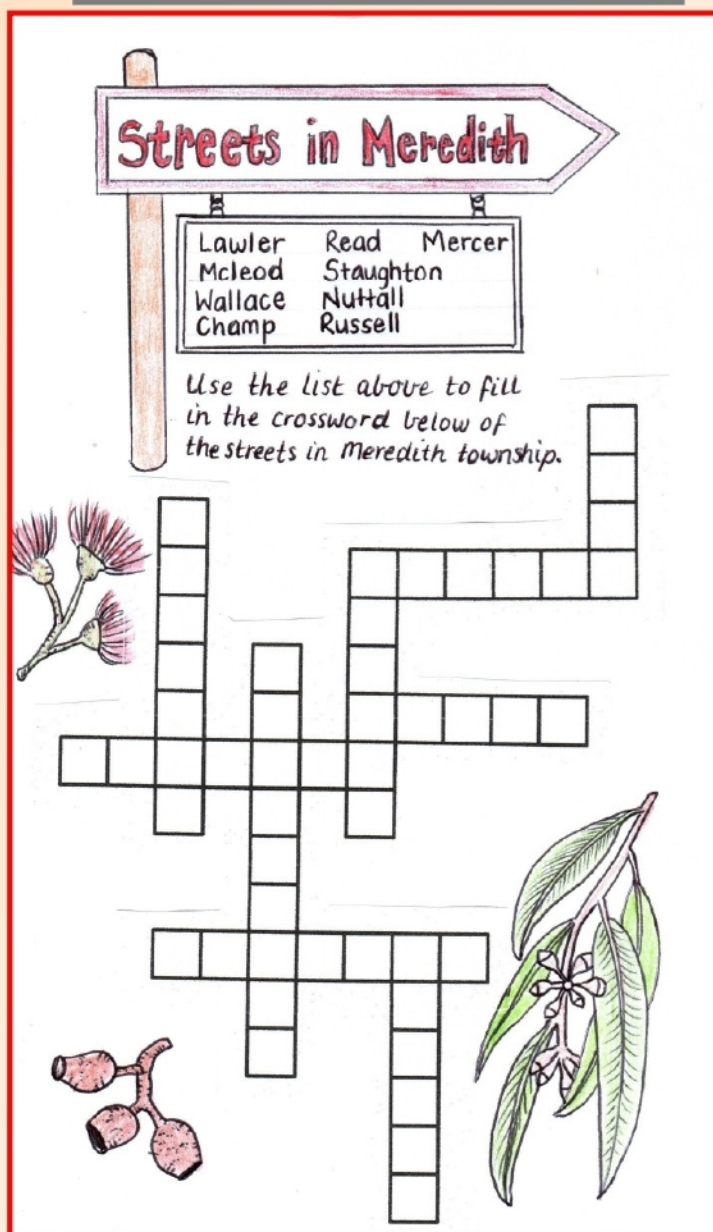 Streets in Meredith
Lawler Read Mercer
Mcleod Staughton
Wallace Nuttall
Champ Russell
Use the list above to fill
in the crossword below of
the streets in Meredith township.